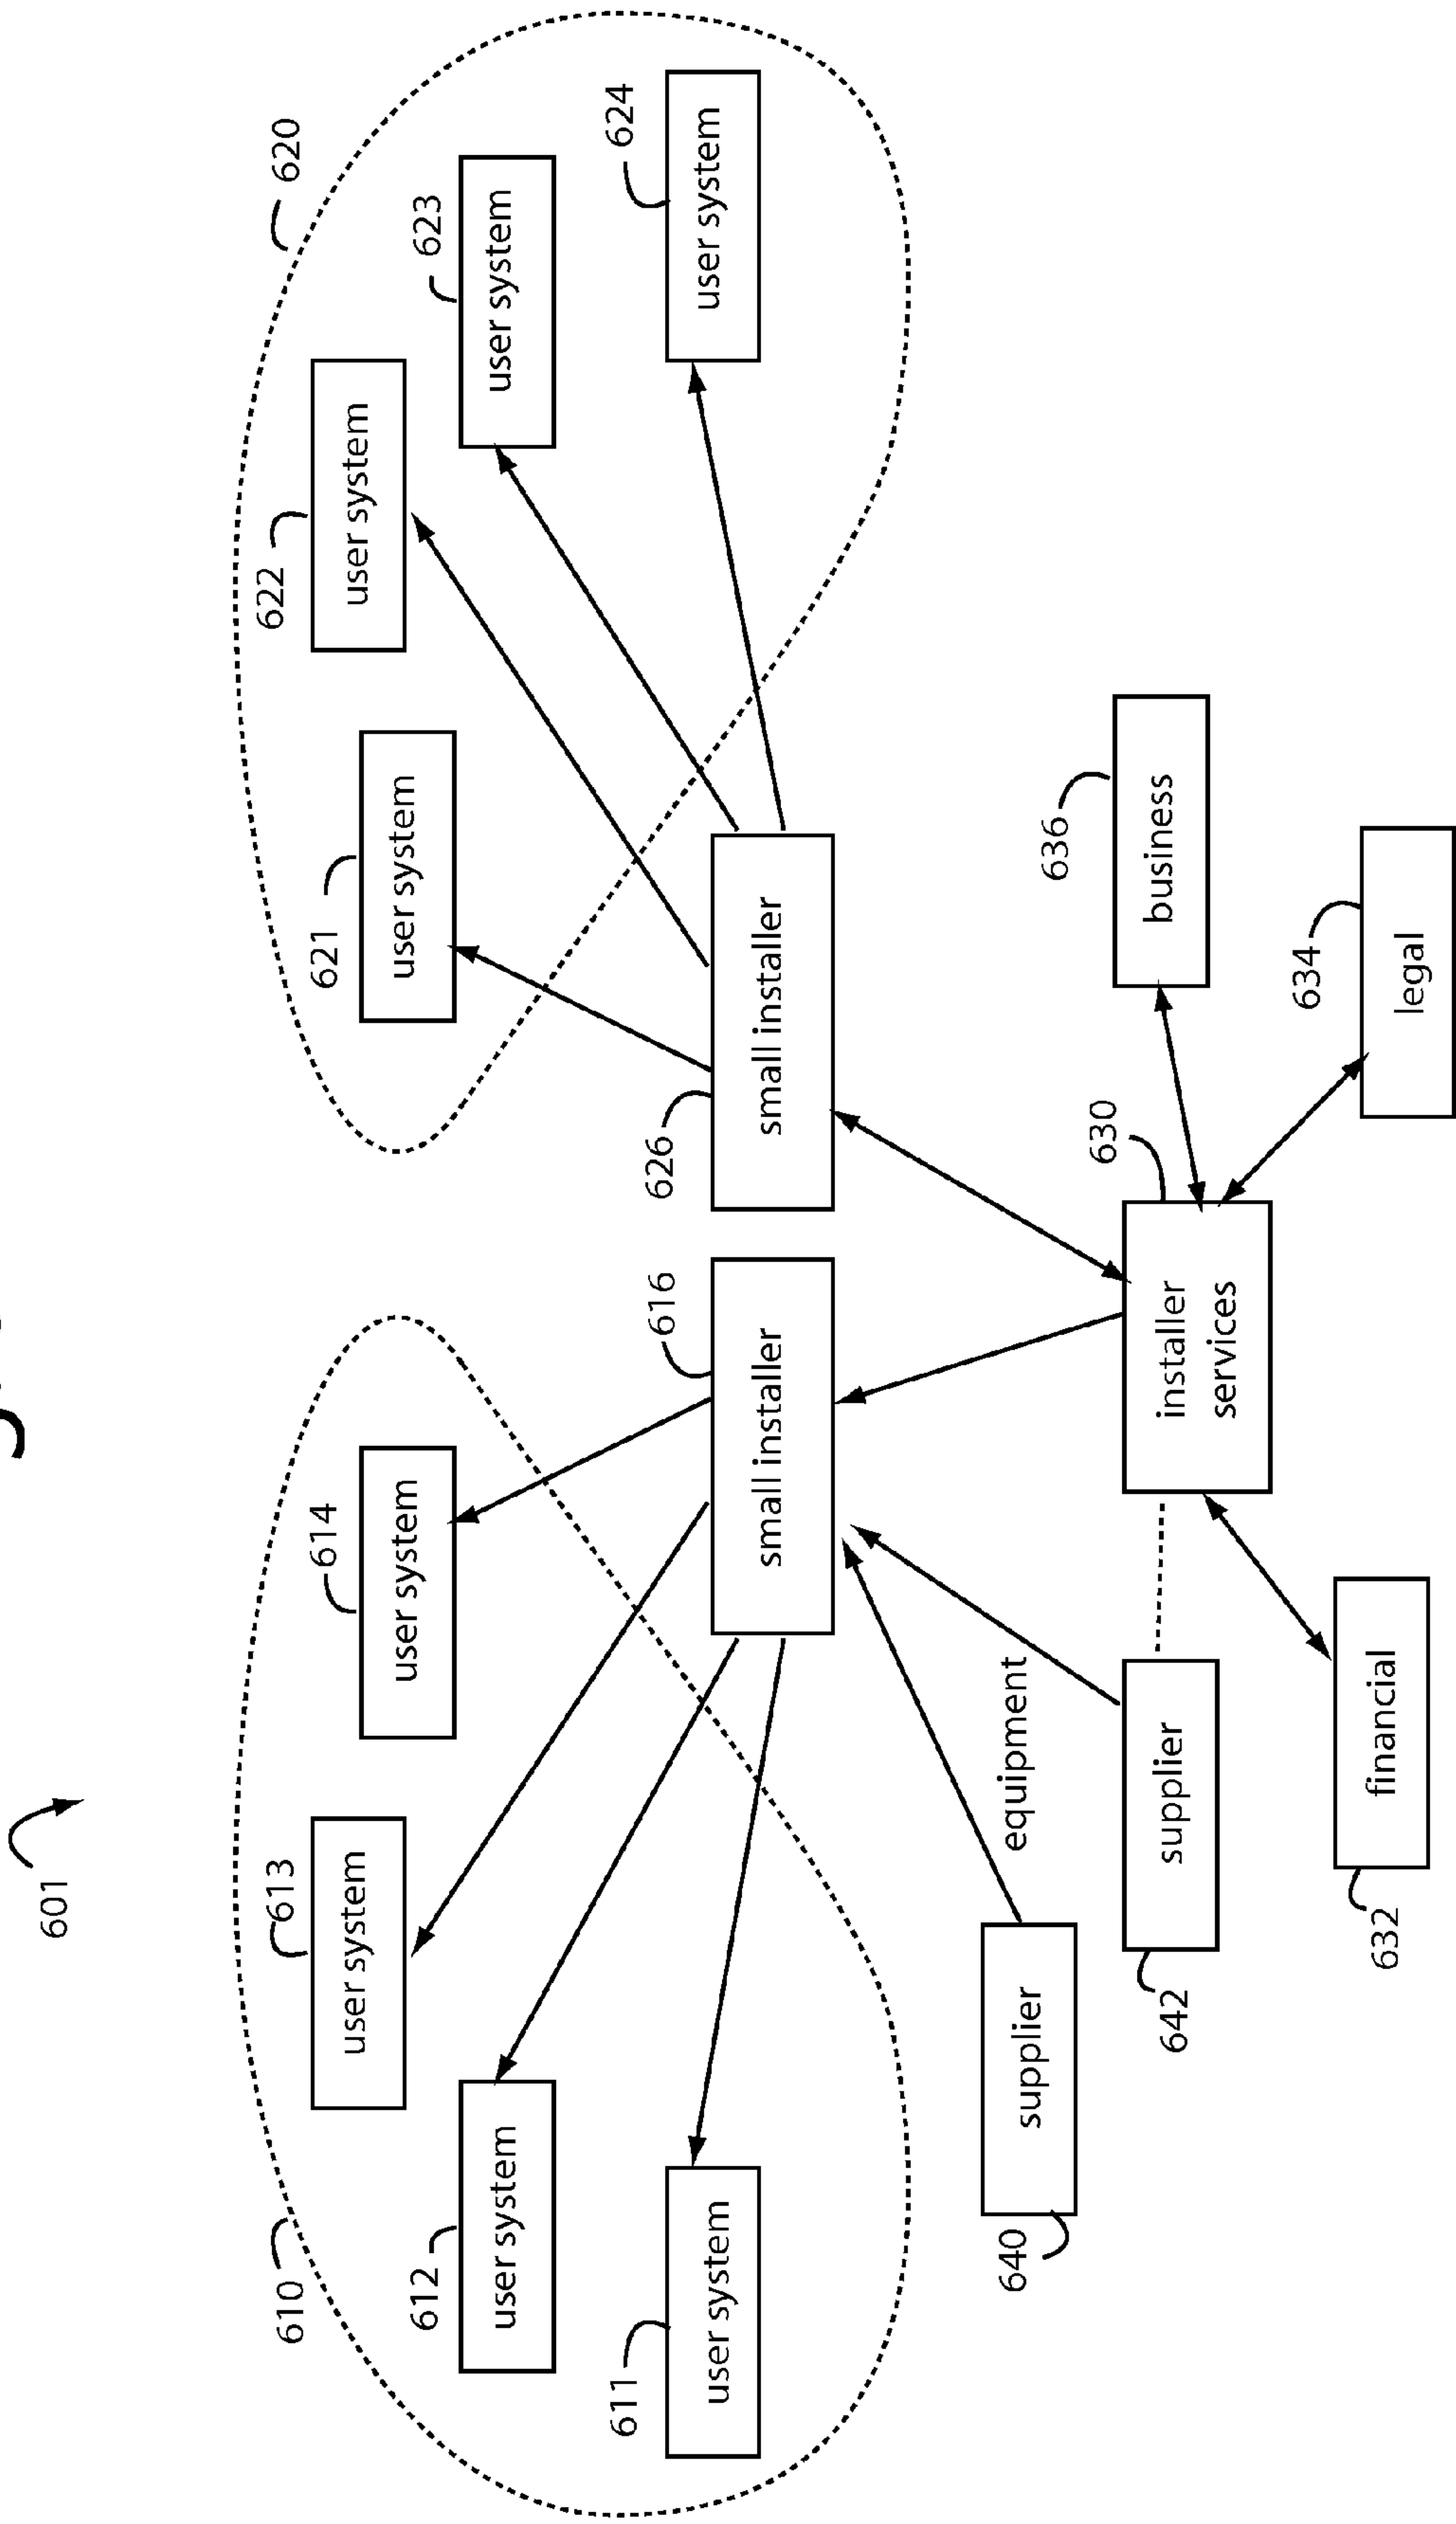 601
610
620
613
user system
622
user system
614
user system
621
user system
612
user system
623
user system
611
user system
624
user system
616
small installer
626
small installer
equipment
640
supplier
642
supplier
630
installer
services
636
business
632
financial
634
legal